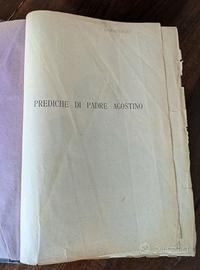 PREDICHE DI PADRE AGOSTINO